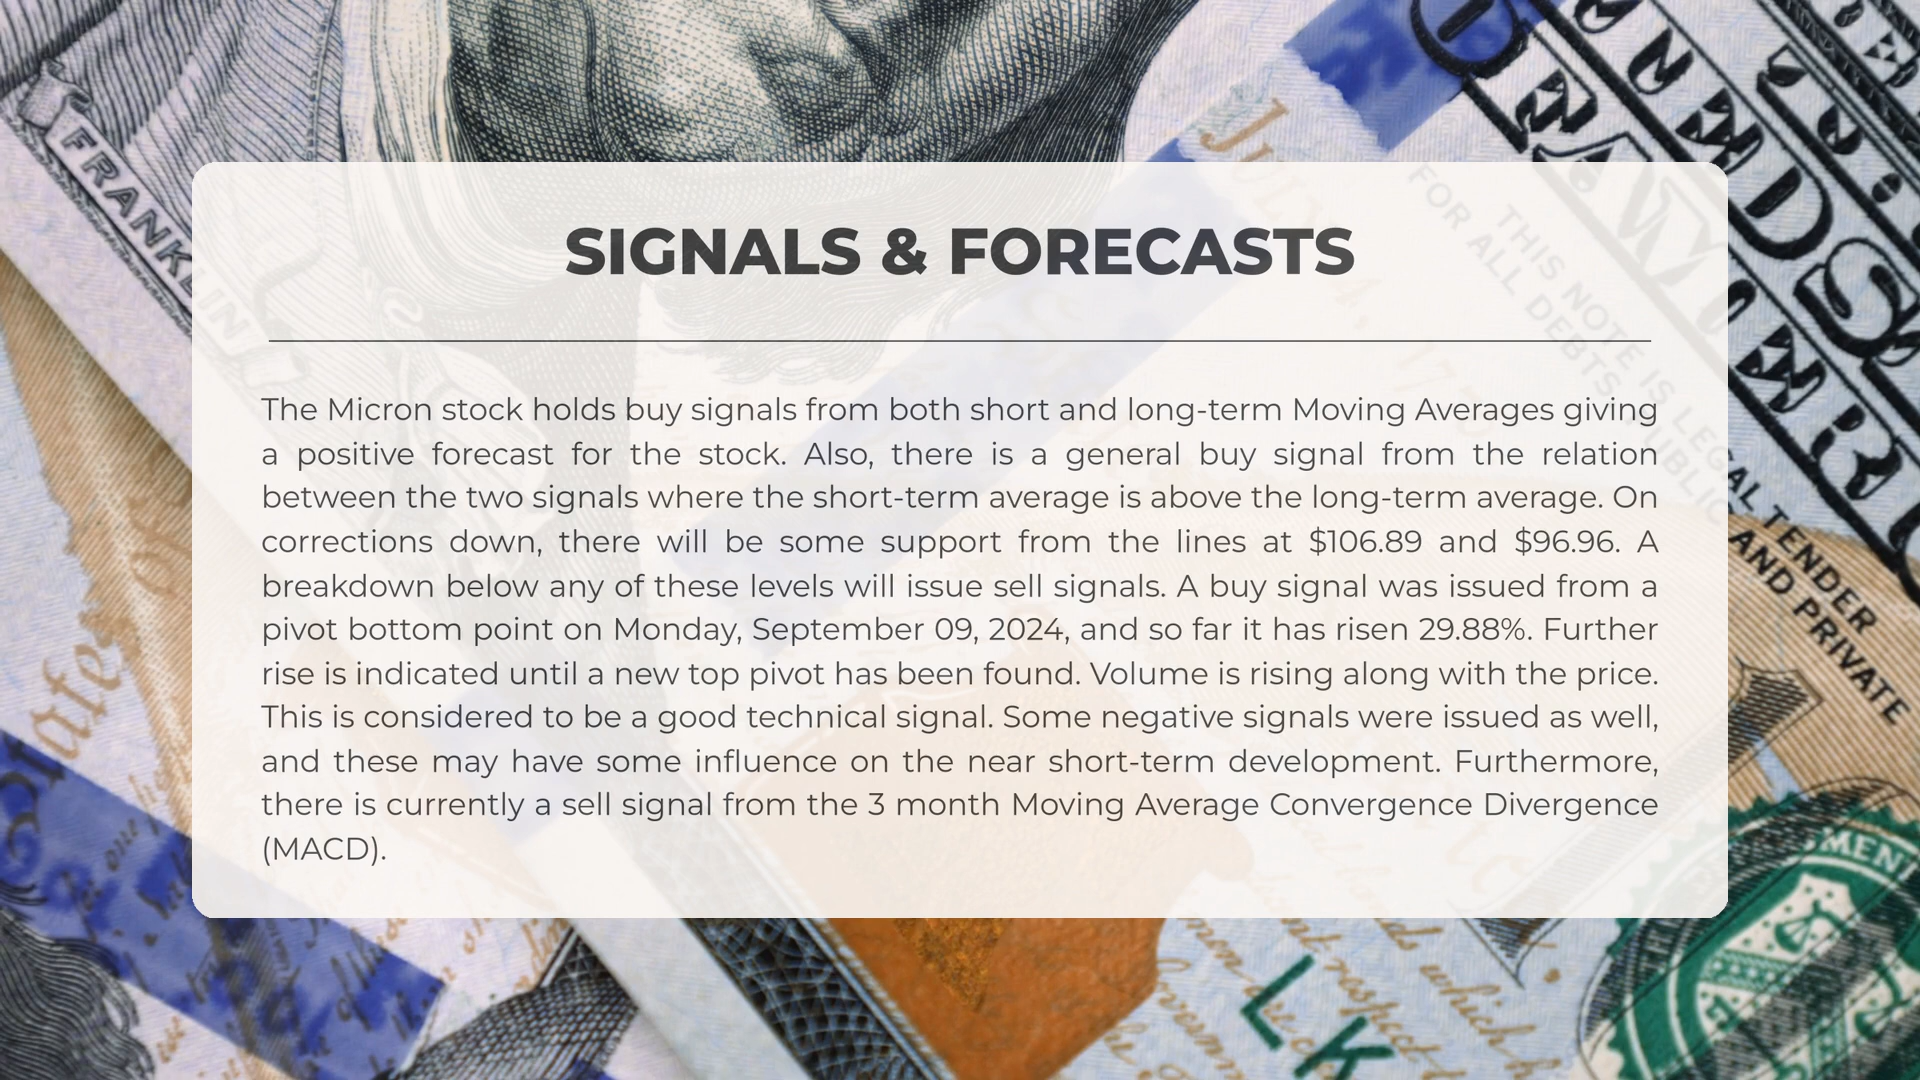 FRANKLIN
JULY 4, 1776
THIS NOTE IS LEGAL TENDER
FOR ALL DEBTS, PUBLIC AND PRIVATE
SIGNALS & FORECASTS
The Micron stock holds buy signals from both short and long-term Moving Averages giving
a positive forecast for the stock. Also, there is a general buy signal from the relation
between the two signals where the short-term average is above the long-term average. On
corrections down, there will be some support from the lines at $106.89 and $96.96. A
breakdown below any of these levels will issue sell signals. A buy signal was issued from a
pivot bottom point on Monday, September 09, 2024, and so far it has risen 29.88%. Further
rise is indicated until a new top pivot has been found. Volume is rising along with the price.
This is considered to be a good technical signal. Some negative signals were issued as well,
and these may have some influence on the near short-term development. Furthermore,
there is currently a sell signal from the 3 month Moving Average Convergence Divergence
(MACD).
LK